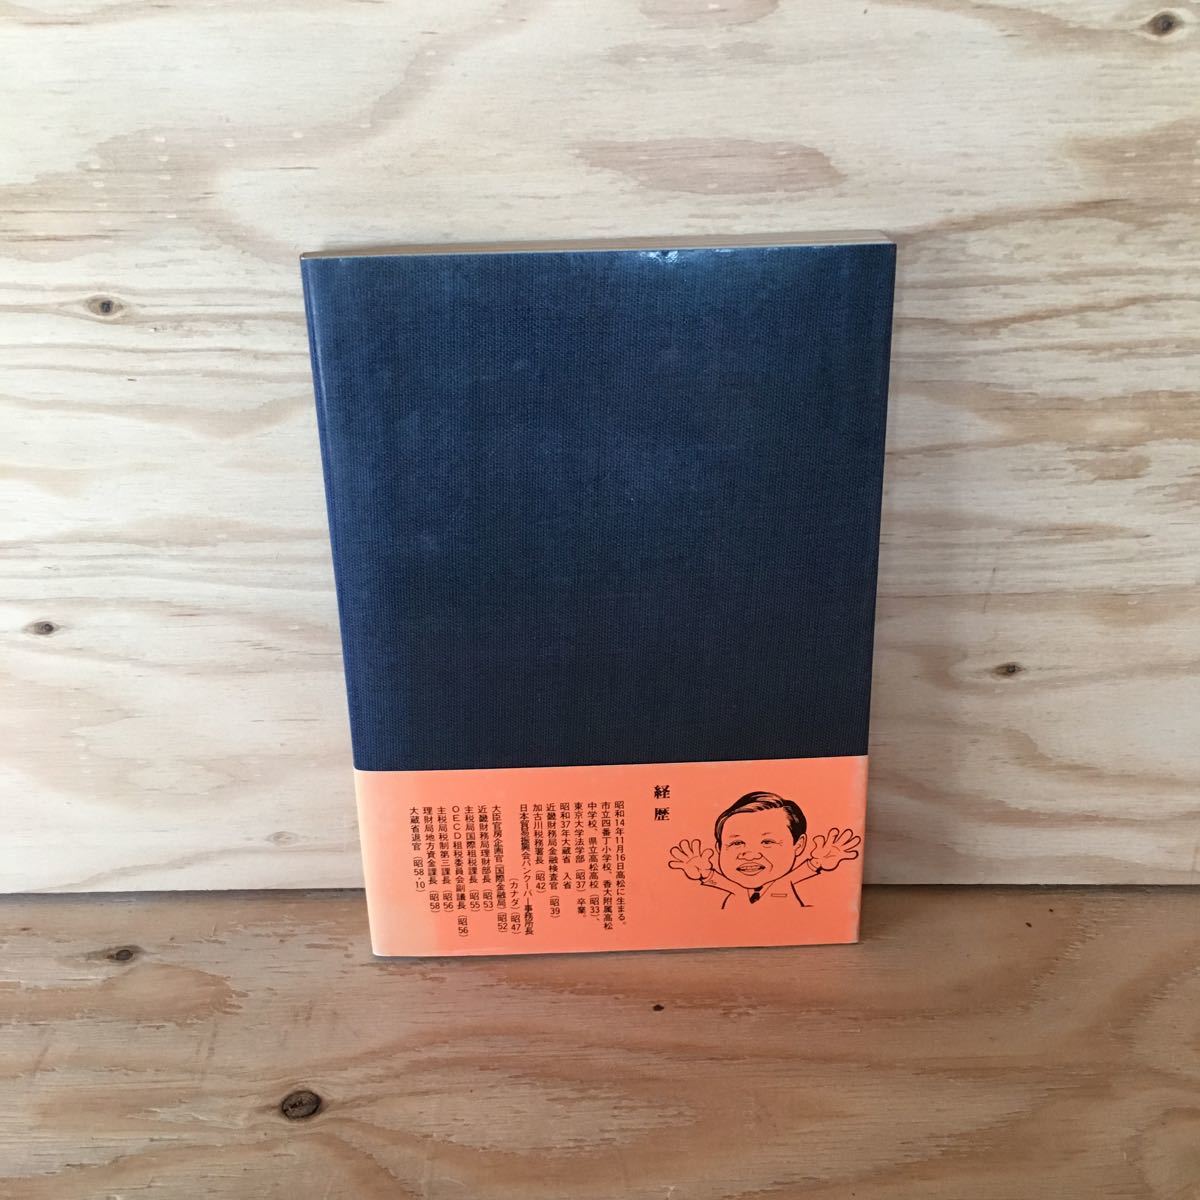 経歴
昭和14年11月16日高松に生まる。
市立四番丁小学校、香大附属高松
中学校、県立高松高校（昭33）、
東京大学法学部（昭37）卒業。
昭和37年大蔵省 入省
近畿財務局金融検査官（昭39）
加古川税務署長（昭42）
日本貿易振興会バンクーバー事務所長
（カナダ）（昭47）
大臣官房企画官（国際金融局）（昭52）
近畿財務局理財部長（昭53）
主税局国際租税課長（昭55）
OECD租税委員会副議長（昭56）
主税局税制第三課長（昭56）
理財局地方資金課長（昭58）
大蔵省退官（昭58・10）